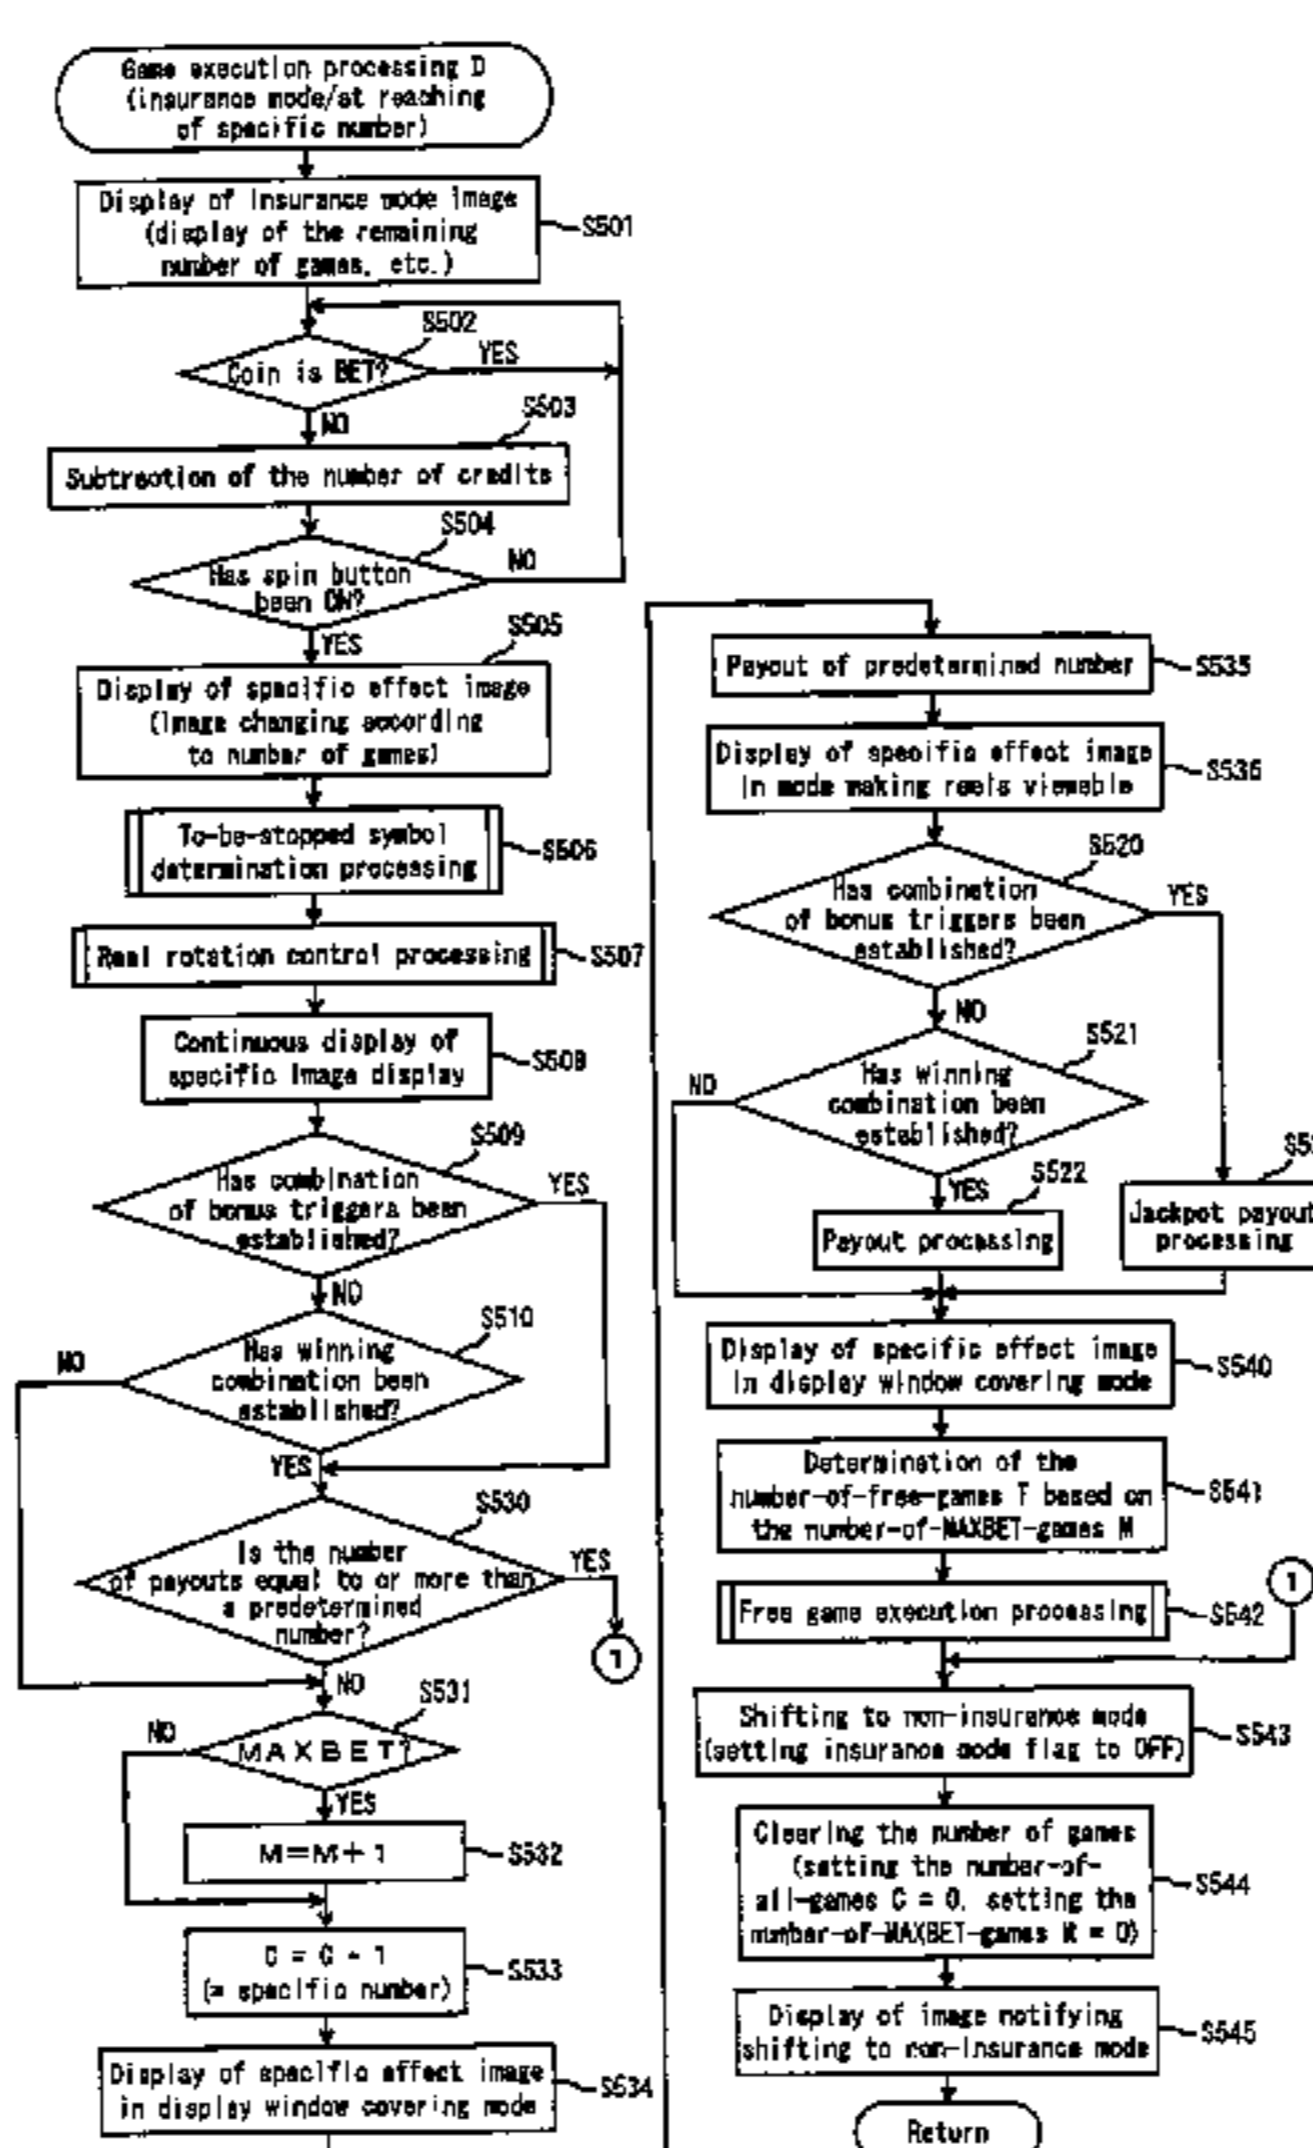 Game execution processing D
(insurance mode/at reaching
of specific number)
Display of insurance mode image
(display of the remaining
number of games, etc.)
S501
S502
Coin is BET?
YES
NO
S503
Subtraction of the number of credits
S504
Has spin button
been ON?
NO
YES
S505
Display of specific effect image
(image changing according
to number of games)
To-be-stopped symbol
determination processing
S506
Reel rotation control processing
S507
Continuous display of
specific image display
S508
S509
Has combination
of bonus triggers been
established?
YES
NO
S510
Has winning
combination been
established?
NO
YES
S530
Is the number
of payouts equal to or more than
a predetermined
number?
YES
1
NO
S531
MAXBET?
NO
YES
M=M+1
S532
(= specific number)
S533
Display of specific effect image
in display window covering mode
S534
Payout of predetermined number
S535
Display of specific effect image
in mode making reels viewable
S536
S520
Has combination
of bonus triggers been
established?
YES
NO
S521
Has winning
combination been
established?
NO
YES
S522
Payout processing
Jackpot payout
processing
Display of specific effect image
in display window covering mode
S540
Determination of the
number-of-free-games T based on
the number-of-MAXBET-games M
S541
Free game execution processing
S542
1
Shifting to non-insurance mode
(setting insurance mode flag to OFF)
S543
Clearing the number of games
(setting the number-of-
all-games C = 0, setting the
number-of-MAXBET-games M = 0)
S544
Display of image notifying
shifting to non-insurance mode
S545
Return